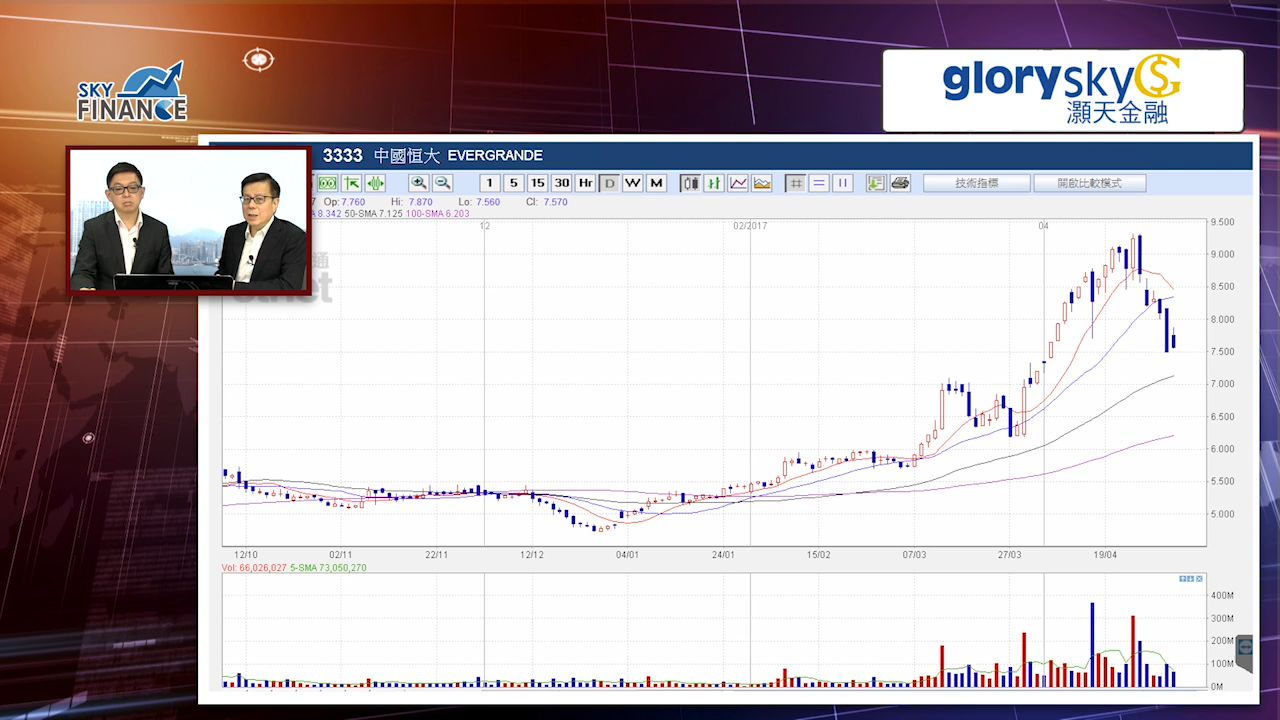 SKY
FINANCE
glorysky
灝天金融
3333 中國恒大 EVERGRANDE
1 5 15 30 Hr D W M 技術指標 開啟比較模式
7 Op: 7.760 Hi: 7.870 Lo: 7.560 Cl: 7.570
8.342 50-SMA 7.125 100-SMA 6.203
12 02/2017 04
9.500
9.000
8.500
8.000
7.500
7.000
6.500
6.000
5.500
5.000
12/10 02/11 22/11 12/12 04/01 24/01 15/02 07/03 27/03 19/04
Vol: 66,026,027 5-SMA 73,050,270
400M
300M
200M
100M
0M